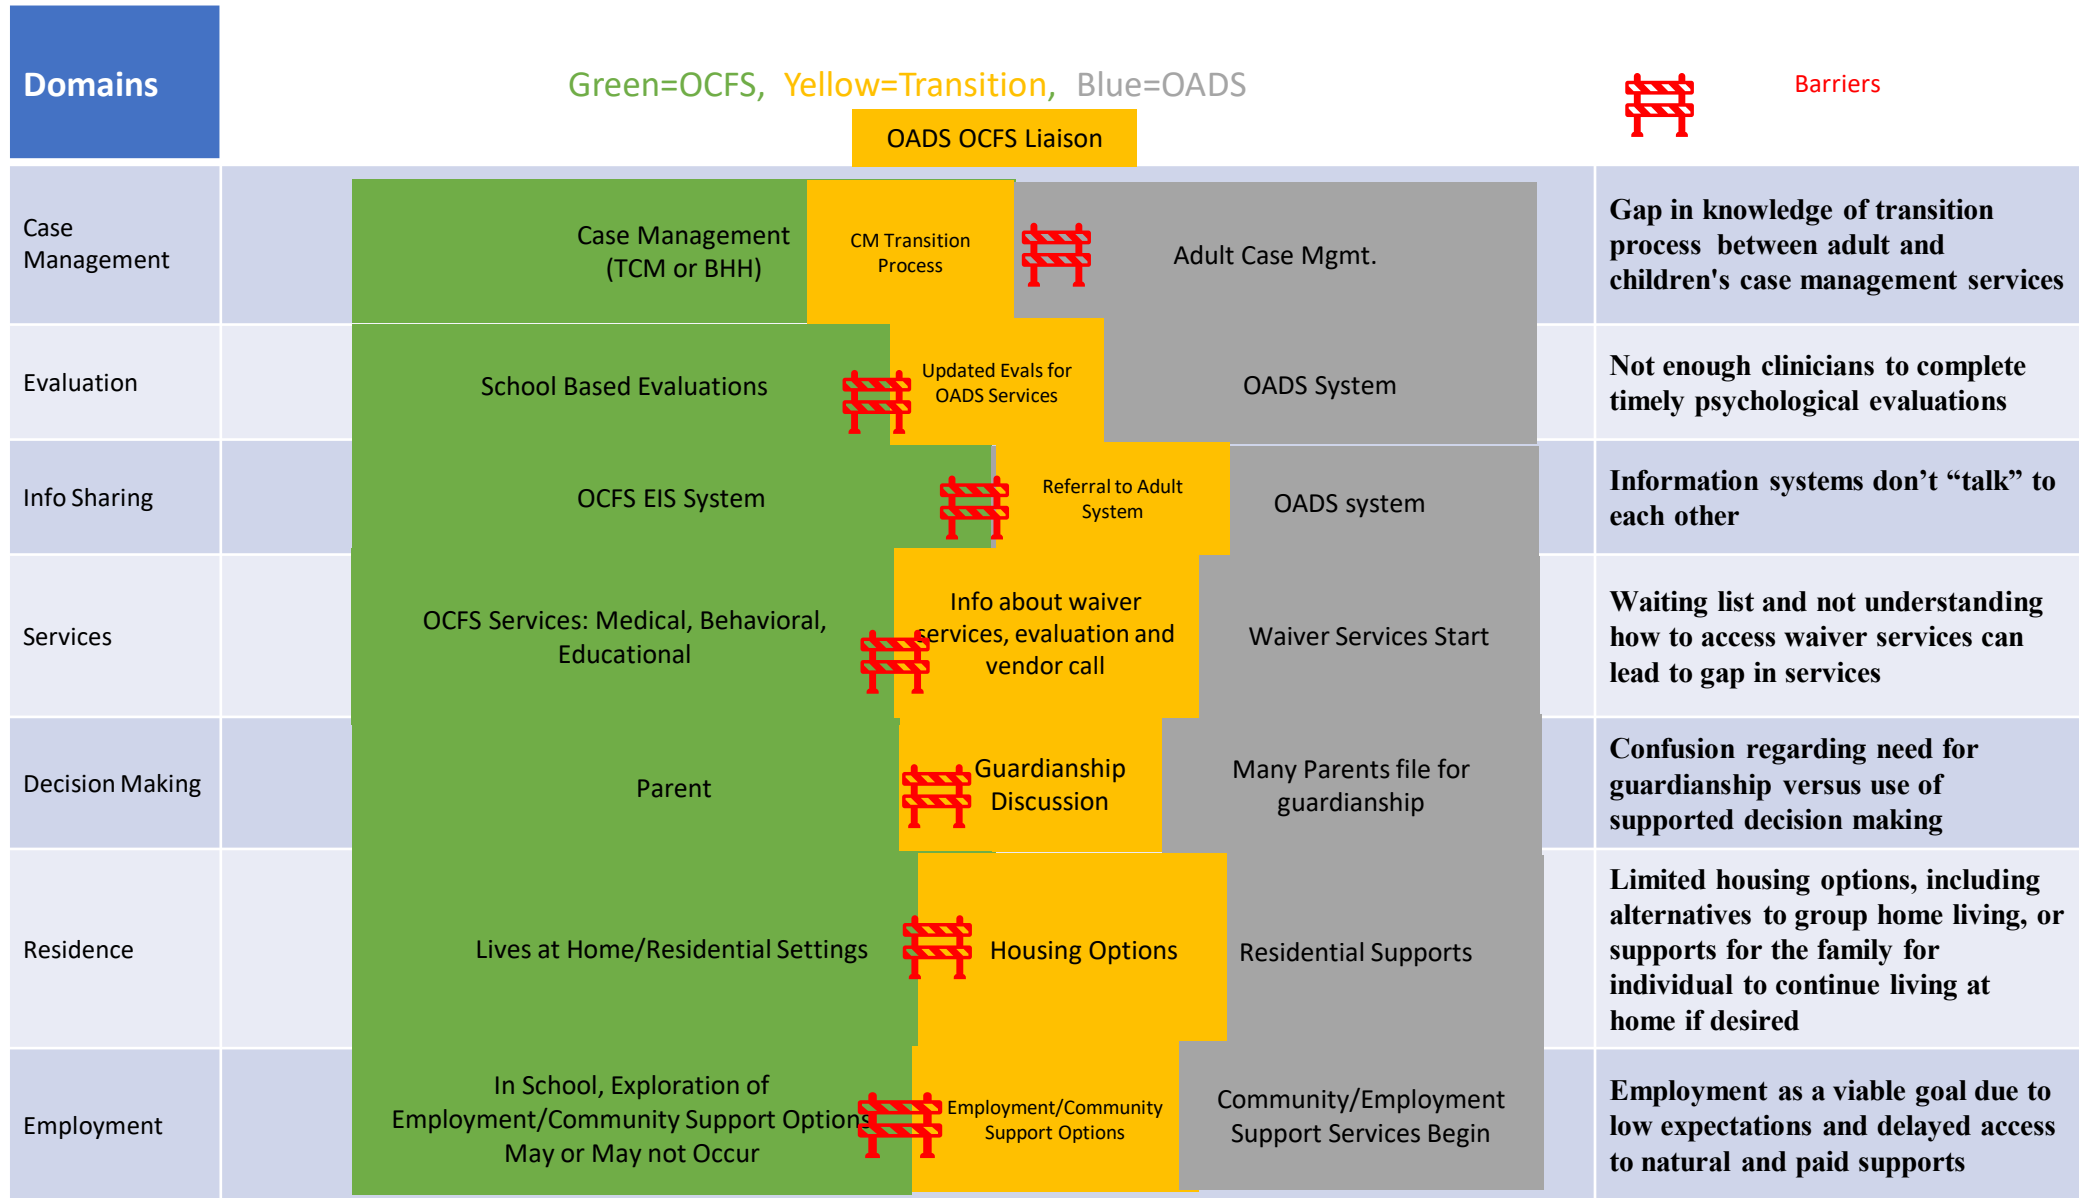 Domains
Green=OCFS, Yellow=Transition, Blue=OADS
Barriers
OADS OCFS Liaison
Case
Management
Case Management
(TCM or BHH)
CM Transition
Process
Adult Case Mgmt.
Gap in knowledge of transition
process between adult and
children's case management services
Evaluation
School Based Evaluations
Updated Evals for
OADS Services
OADS System
Not enough clinicians to complete
timely psychological evaluations
Info Sharing
OCFS EIS System
Referral to Adult
System
OADS system
Information systems don’t “talk” to
each other
Services
OCFS Services: Medical, Behavioral,
Educational
Info about waiver
services, evaluation and
vendor call
Waiver Services Start
Waiting list and not understanding
how to access waiver services can
lead to gap in services
Decision Making
Parent
Guardianship
Discussion
Many Parents file for
guardianship
Confusion regarding need for
guardianship versus use of
supported decision making
Residence
Lives at Home/Residential Settings
Housing Options
Residential Supports
Limited housing options, including
alternatives to group home living, or
supports for the family for
individual to continue living at
home if desired
Employment
In School, Exploration of
Employment/Community Support Options
May or May not Occur
Employment/Community
Support Options
Community/Employment
Support Services Begin
Employment as a viable goal due to
low expectations and delayed access
to natural and paid supports